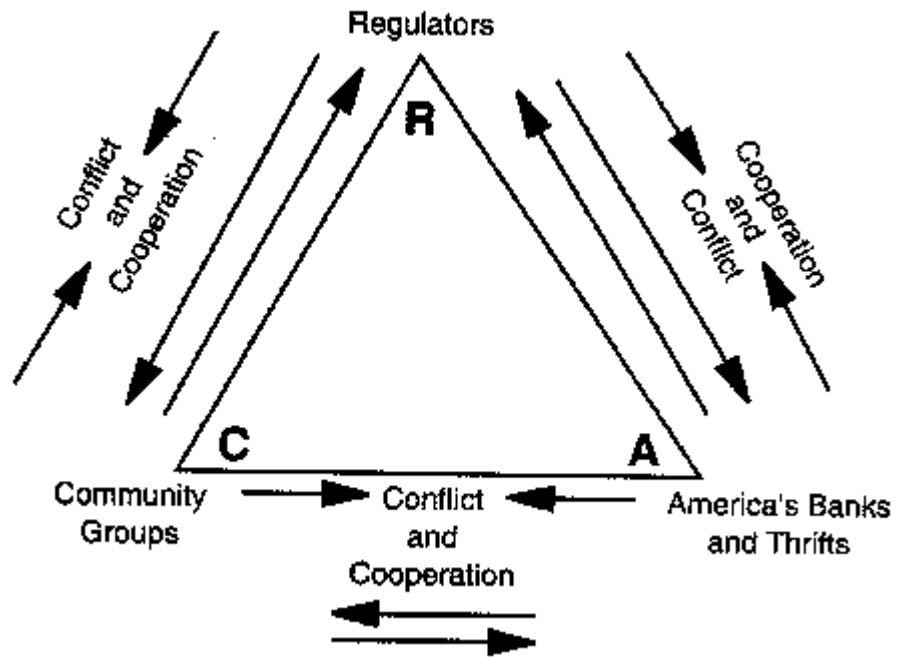 Regulators
R
Conflict
and
Cooperation
Cooperation
and
Conflict
C
A
Community
Groups
Conflict
and
Cooperation
America's Banks
and Thrifts